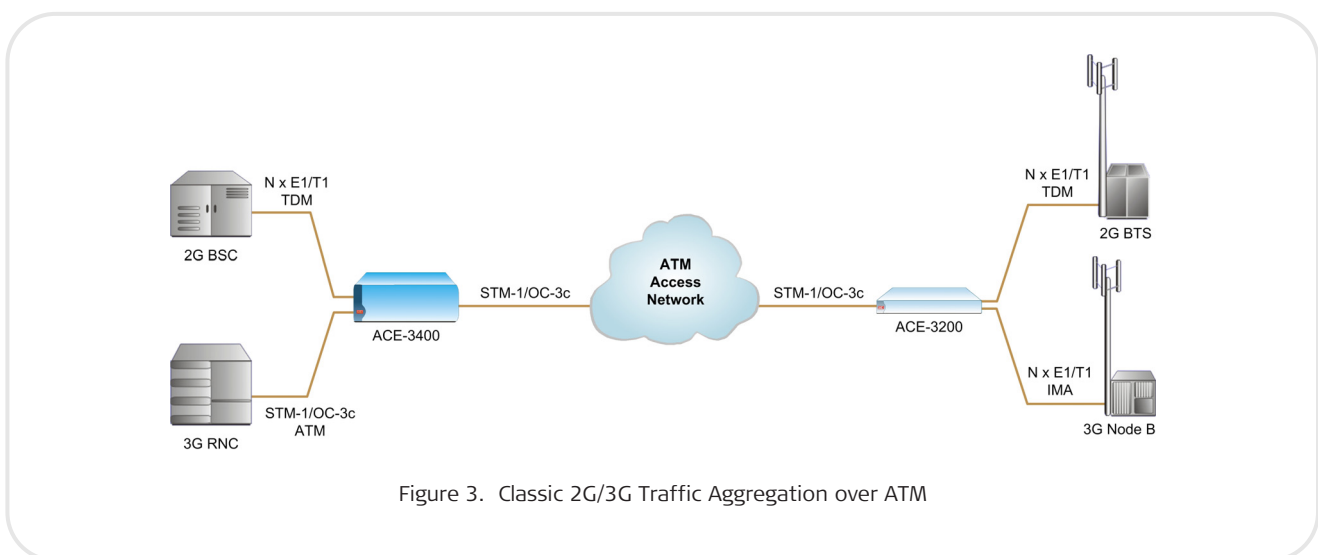 N x E1/T1
TDM
2G BSC
ACE-3400
STM-1/OC-3c
ATM
3G RNC
STM-1/OC-3c
ATM
Access
Network
STM-1/OC-3c
ACE-3200
N x E1/T1
TDM
2G BTS
N x E1/T1
IMA
3G Node B
Figure 3. Classic 2G/3G Traffic Aggregation over ATM